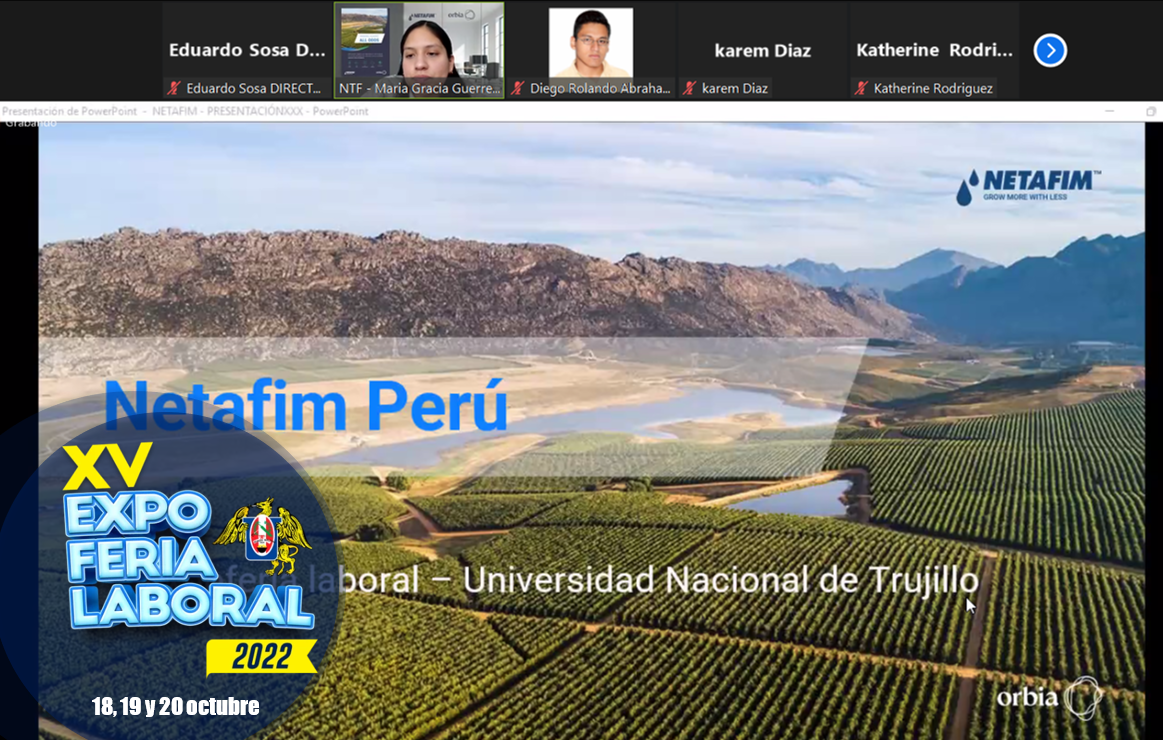 Eduardo Sosa D...
karem Diaz
Katherine Rodri...
NETAFIM
orbia
Eduardo Sosa DIRECT...
NTF - Maria Gracia Guerre...
Diego Rolando Abraha...
karem Diaz
Katherine Rodriguez
Presentación de PowerPoint - NETAFIM - PRESENTACIÓNXXX - PowerPoint
Grabando
NETAFIM™
GROW MORE WITH LESS
Netafim Perú
XV
EXPO
FERIA
LABORAL
2022
18, 19 y 20 octubre
feria laboral – Universidad Nacional de Trujillo
orbia